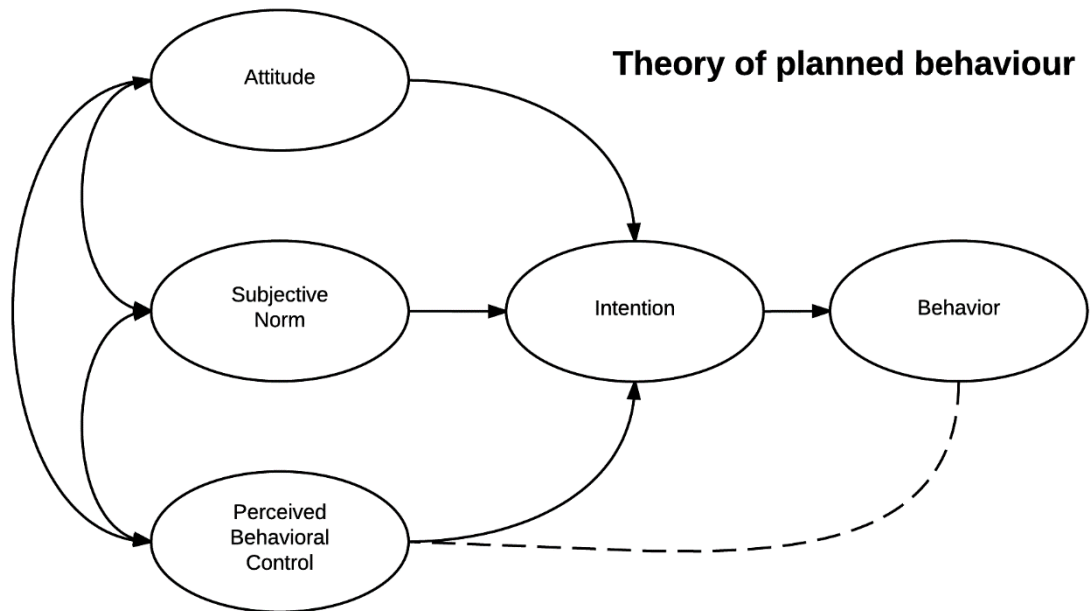 Theory of planned behaviour
Attitude
Subjective
Norm
Intention
Behavior
Perceived
Behavioral
Control